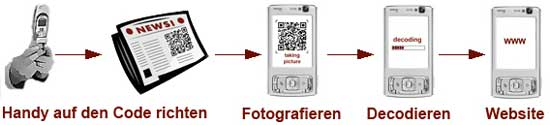 NEWS!
taking
picture
decoding
WWW
Handy auf den Code richten
Fotografieren
Decodieren
Website